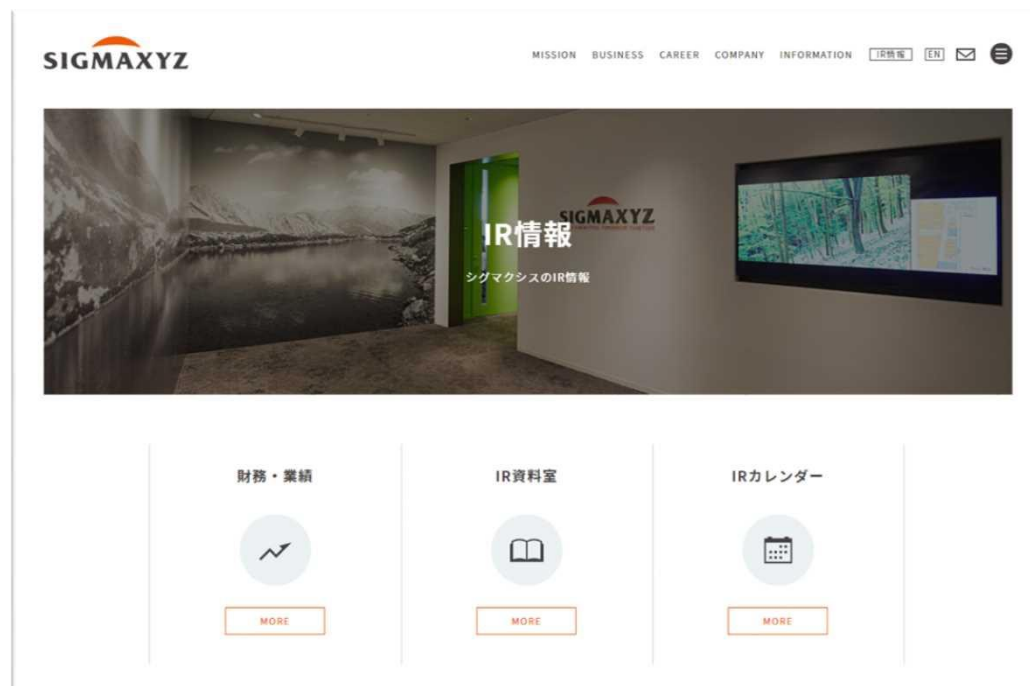 SIGMAXYZ
MISSION BUSINESS CAREER COMPANY INFORMATION IR情報 EN
SIGMAXYZ
IR情報
シグマクシスのIR情報
財務・業績 IR資料室 IRカレンダー
MORE MORE MORE